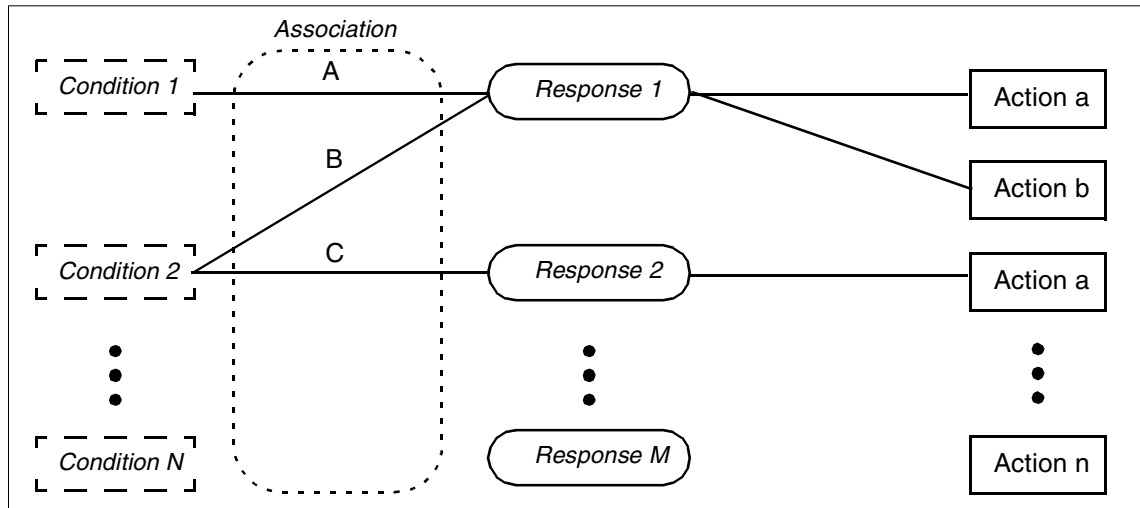 Association
Condition 1
A
Response 1
Action a
B
Action b
Condition 2
C
Response 2
Action a
Condition N
Response M
Action n